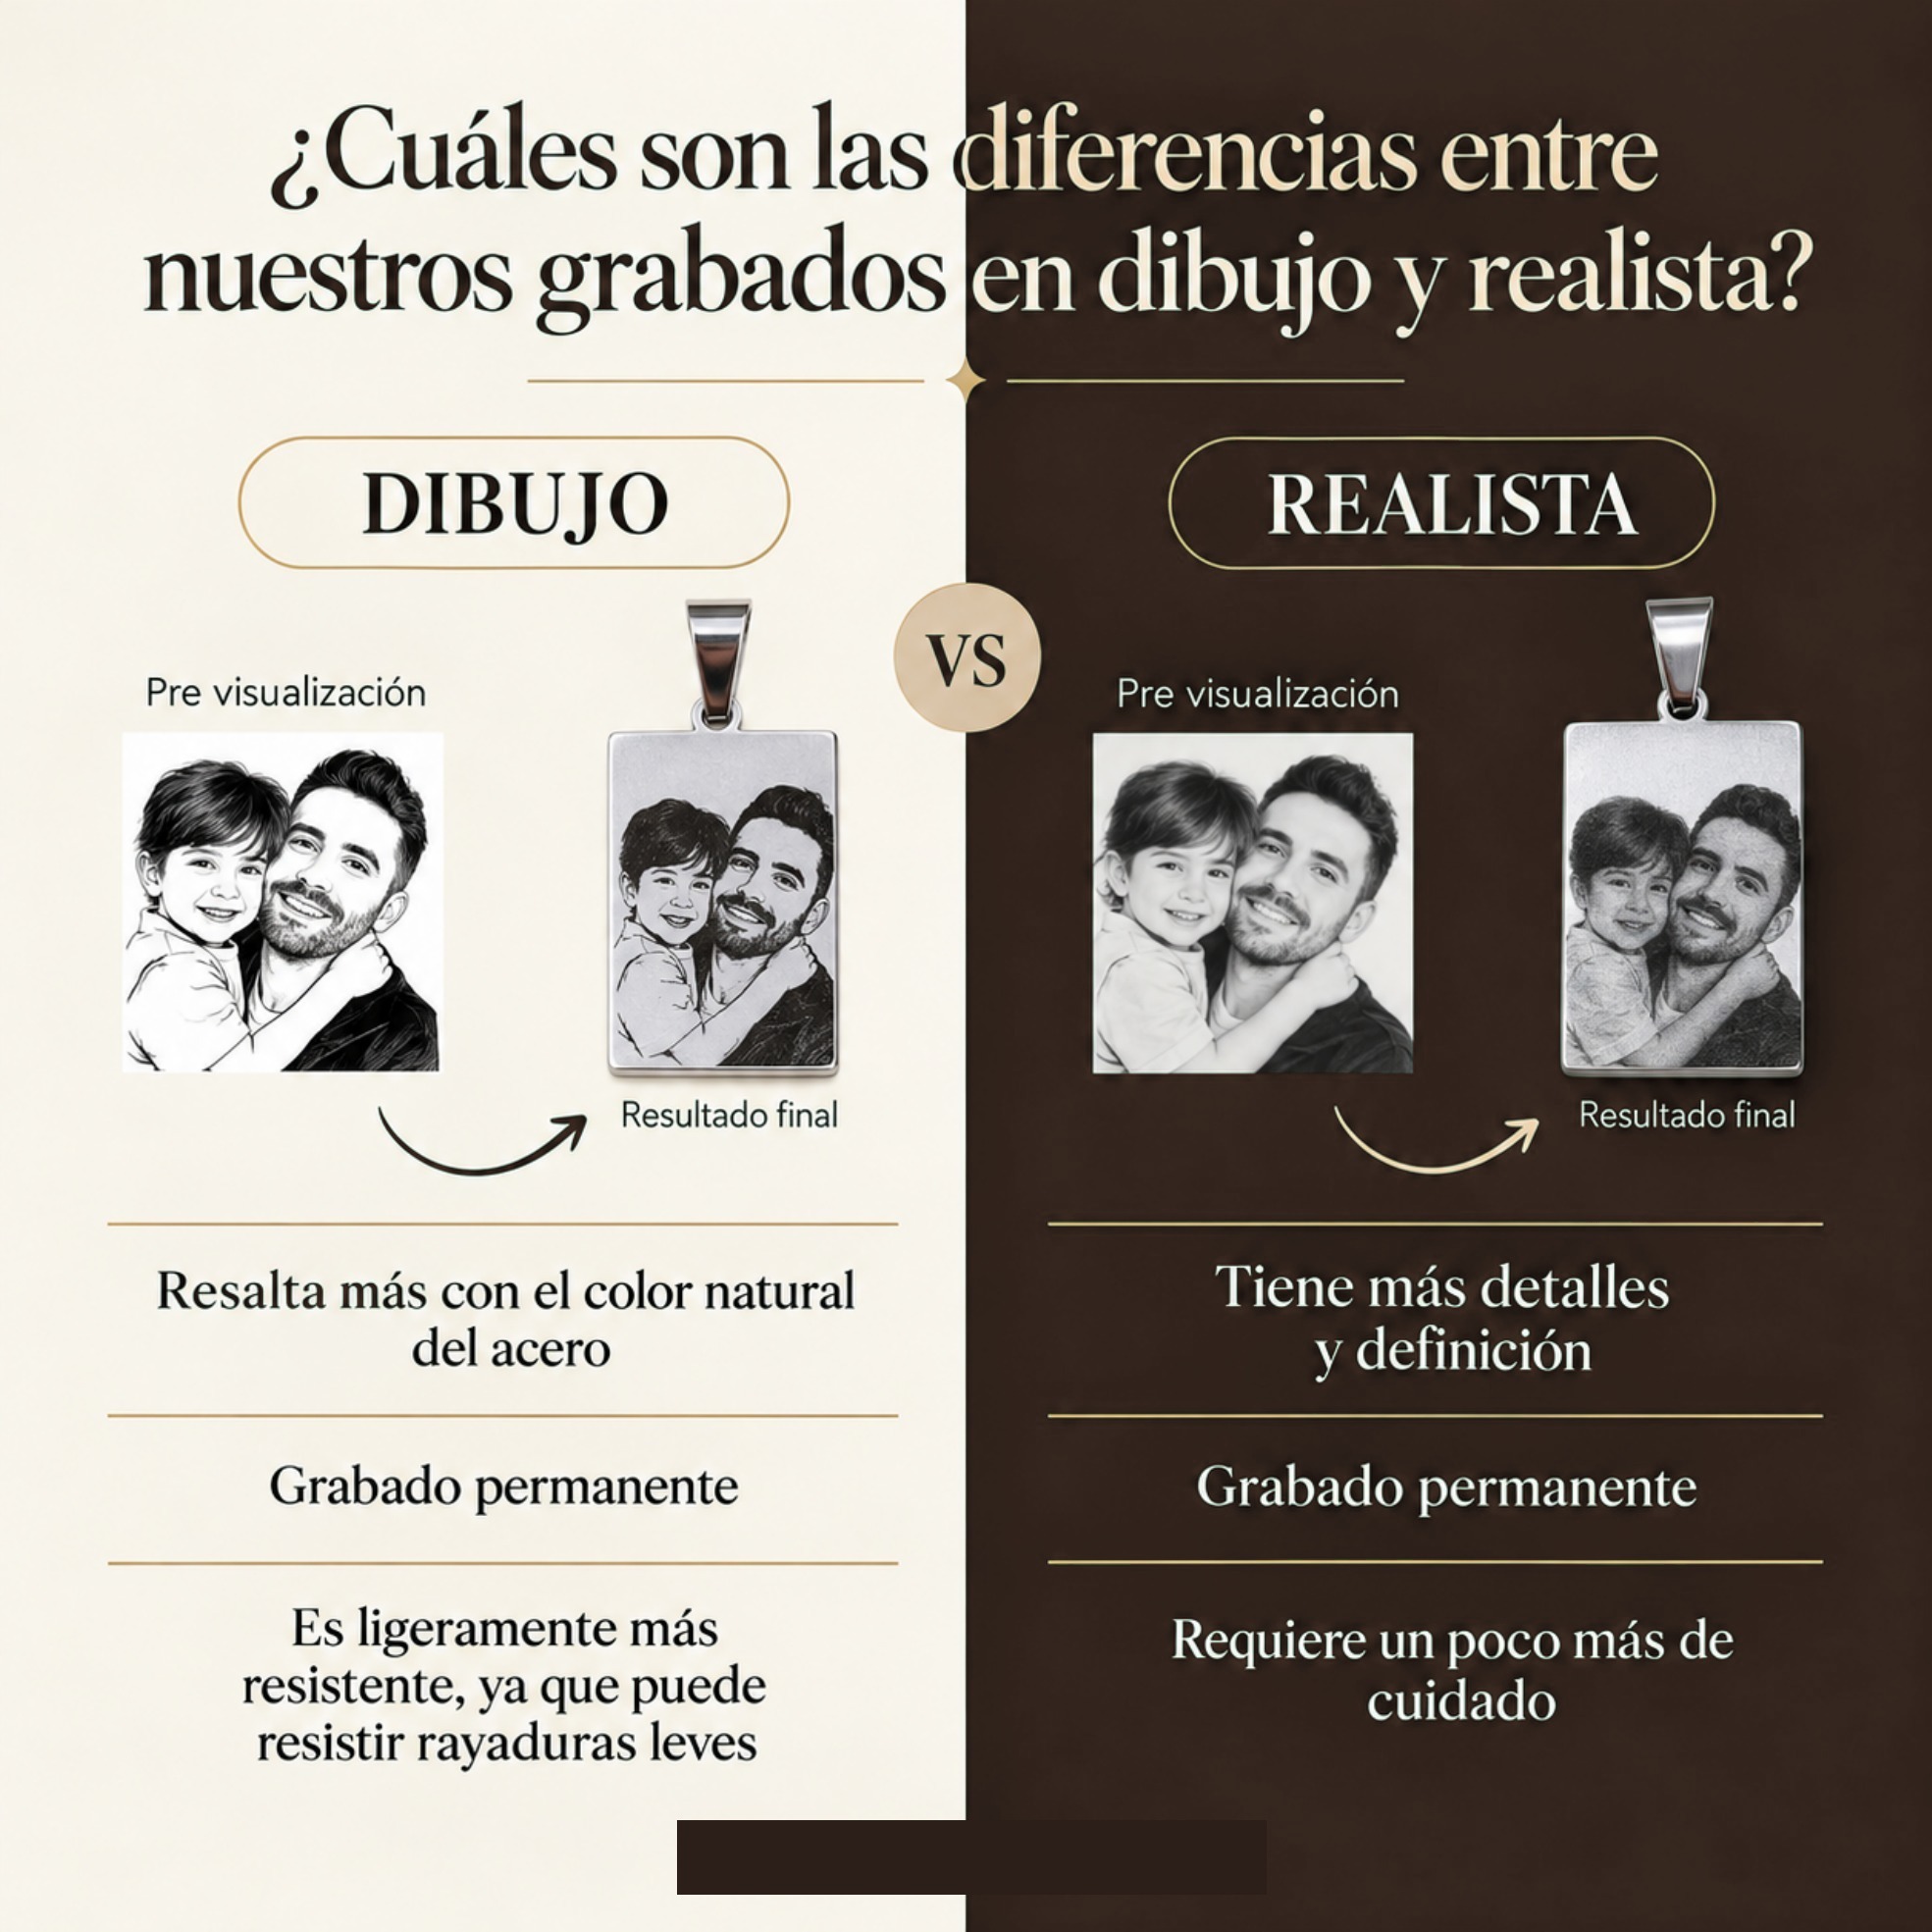 ¿Cuáles son las diferencias entre
nuestros grabados en dibujo y realista?
DIBUJO
Pre visualización
Resultado final
Resalta más con el color natural
del acero
Grabado permanente
Es ligeramente más
resistente, ya que puede
resistir rayaduras leves
VS
REALISTA
Pre visualización
Resultado final
Tiene más detalles
y definición
Grabado permanente
Requiere un poco más de
cuidado